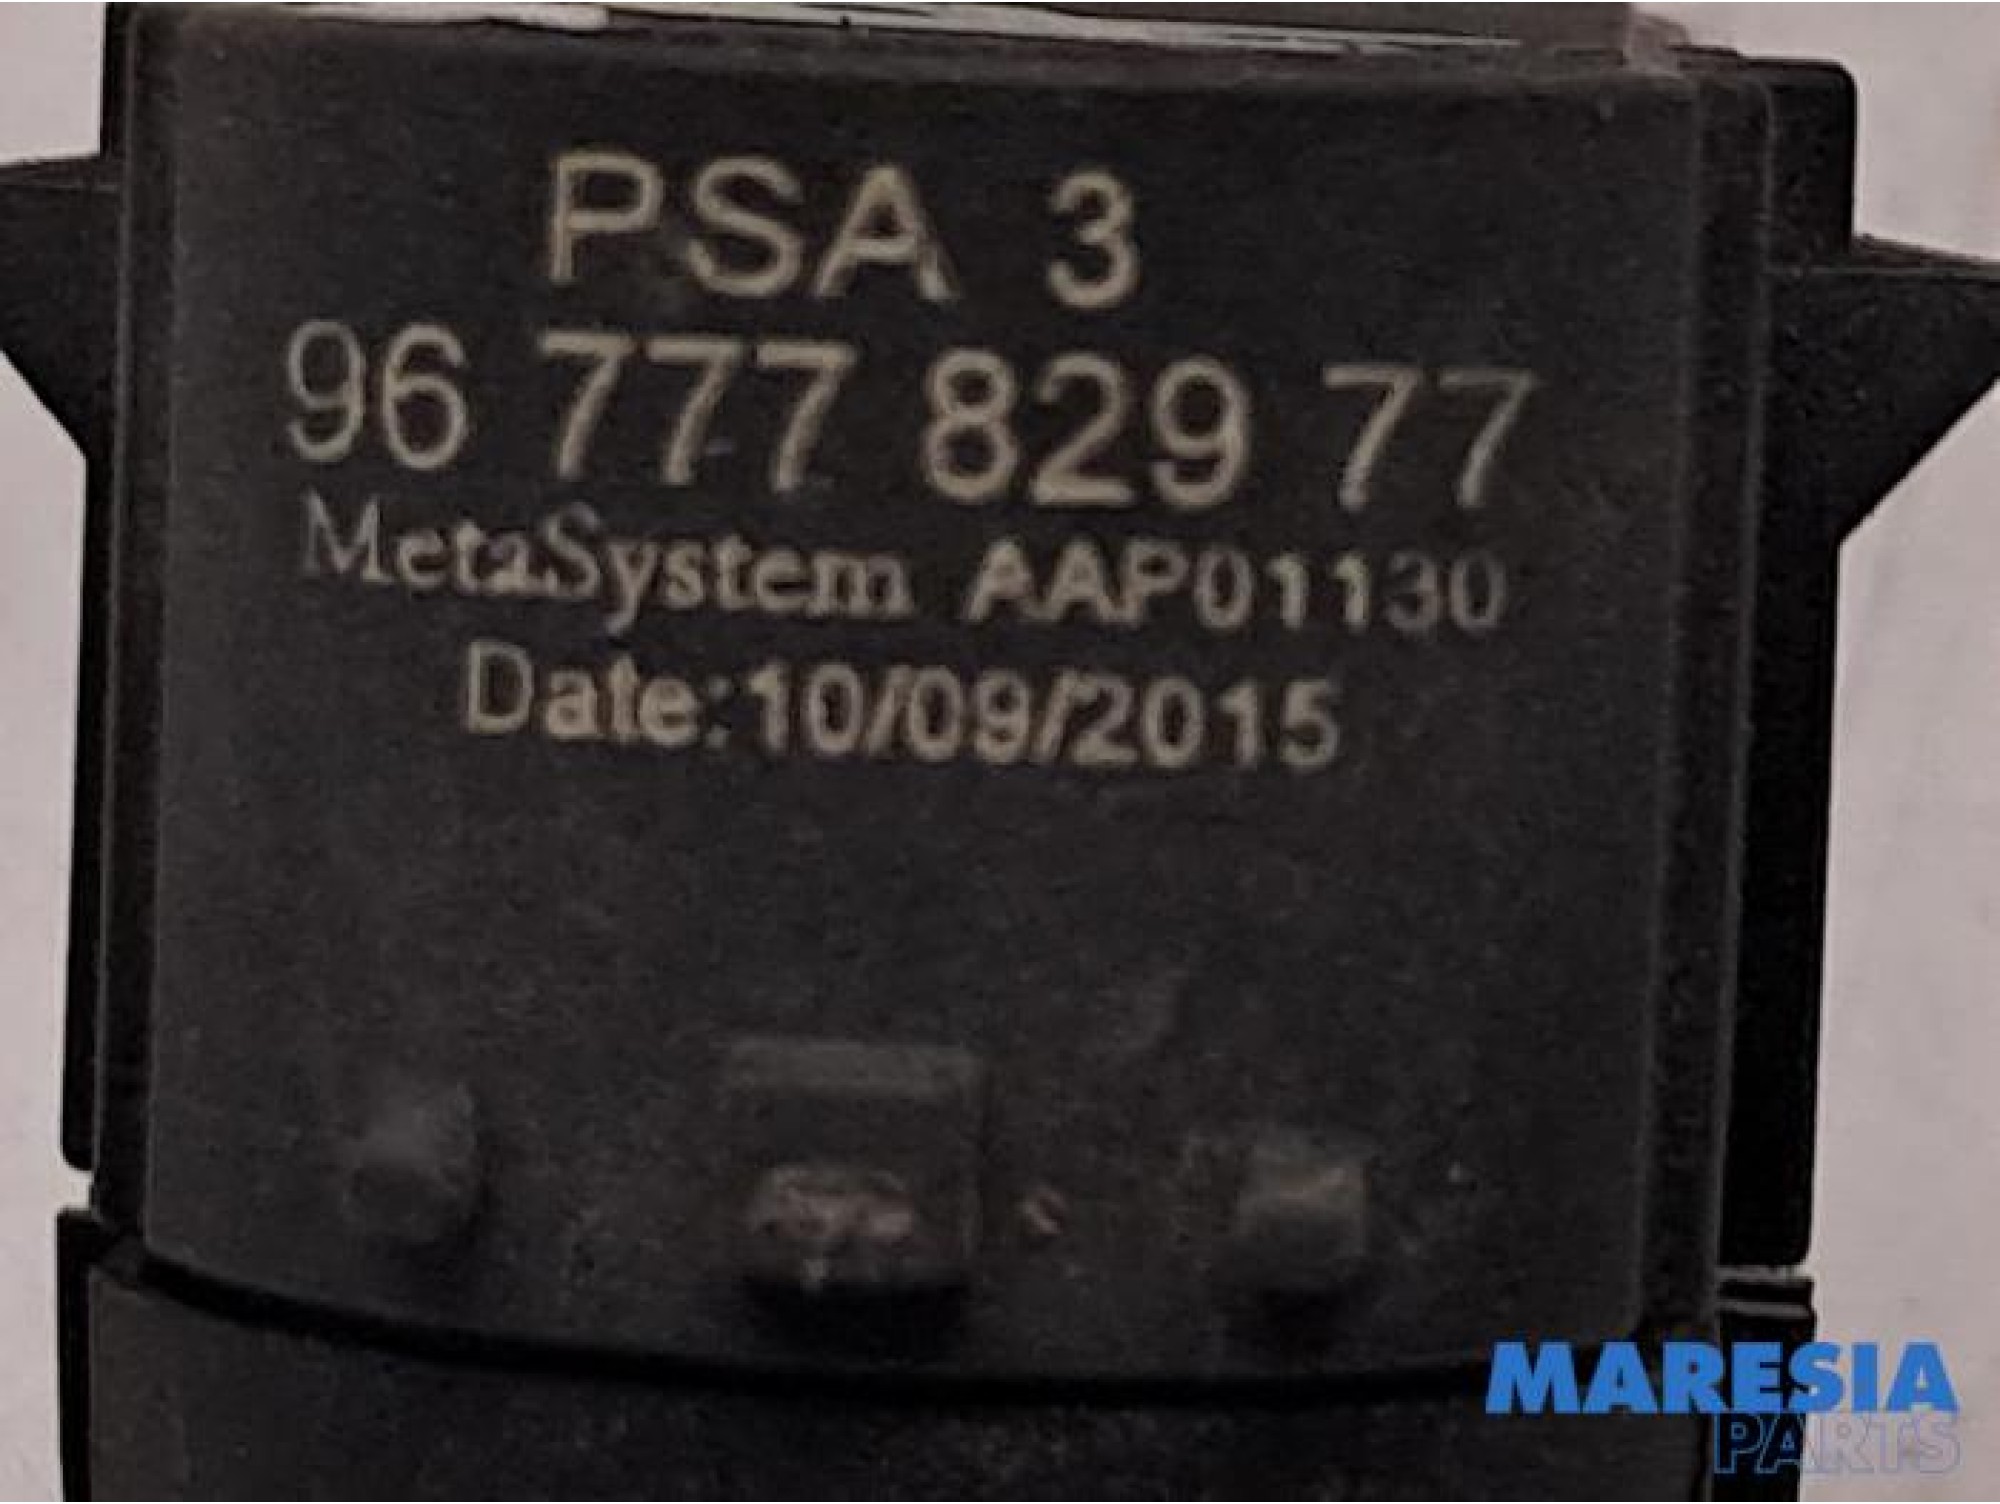 PSA 3
96 777 829 77
MetaSystem AAP01130
Date:10/09/2015
MARESIA
PARTS